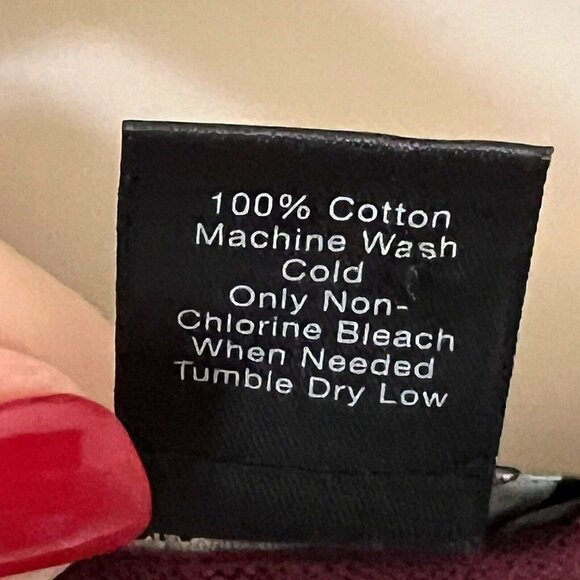 100% Cotton
Machine Wash
Cold
Only Non-
Chlorine Bleach
When Needed
Tumble Dry Low